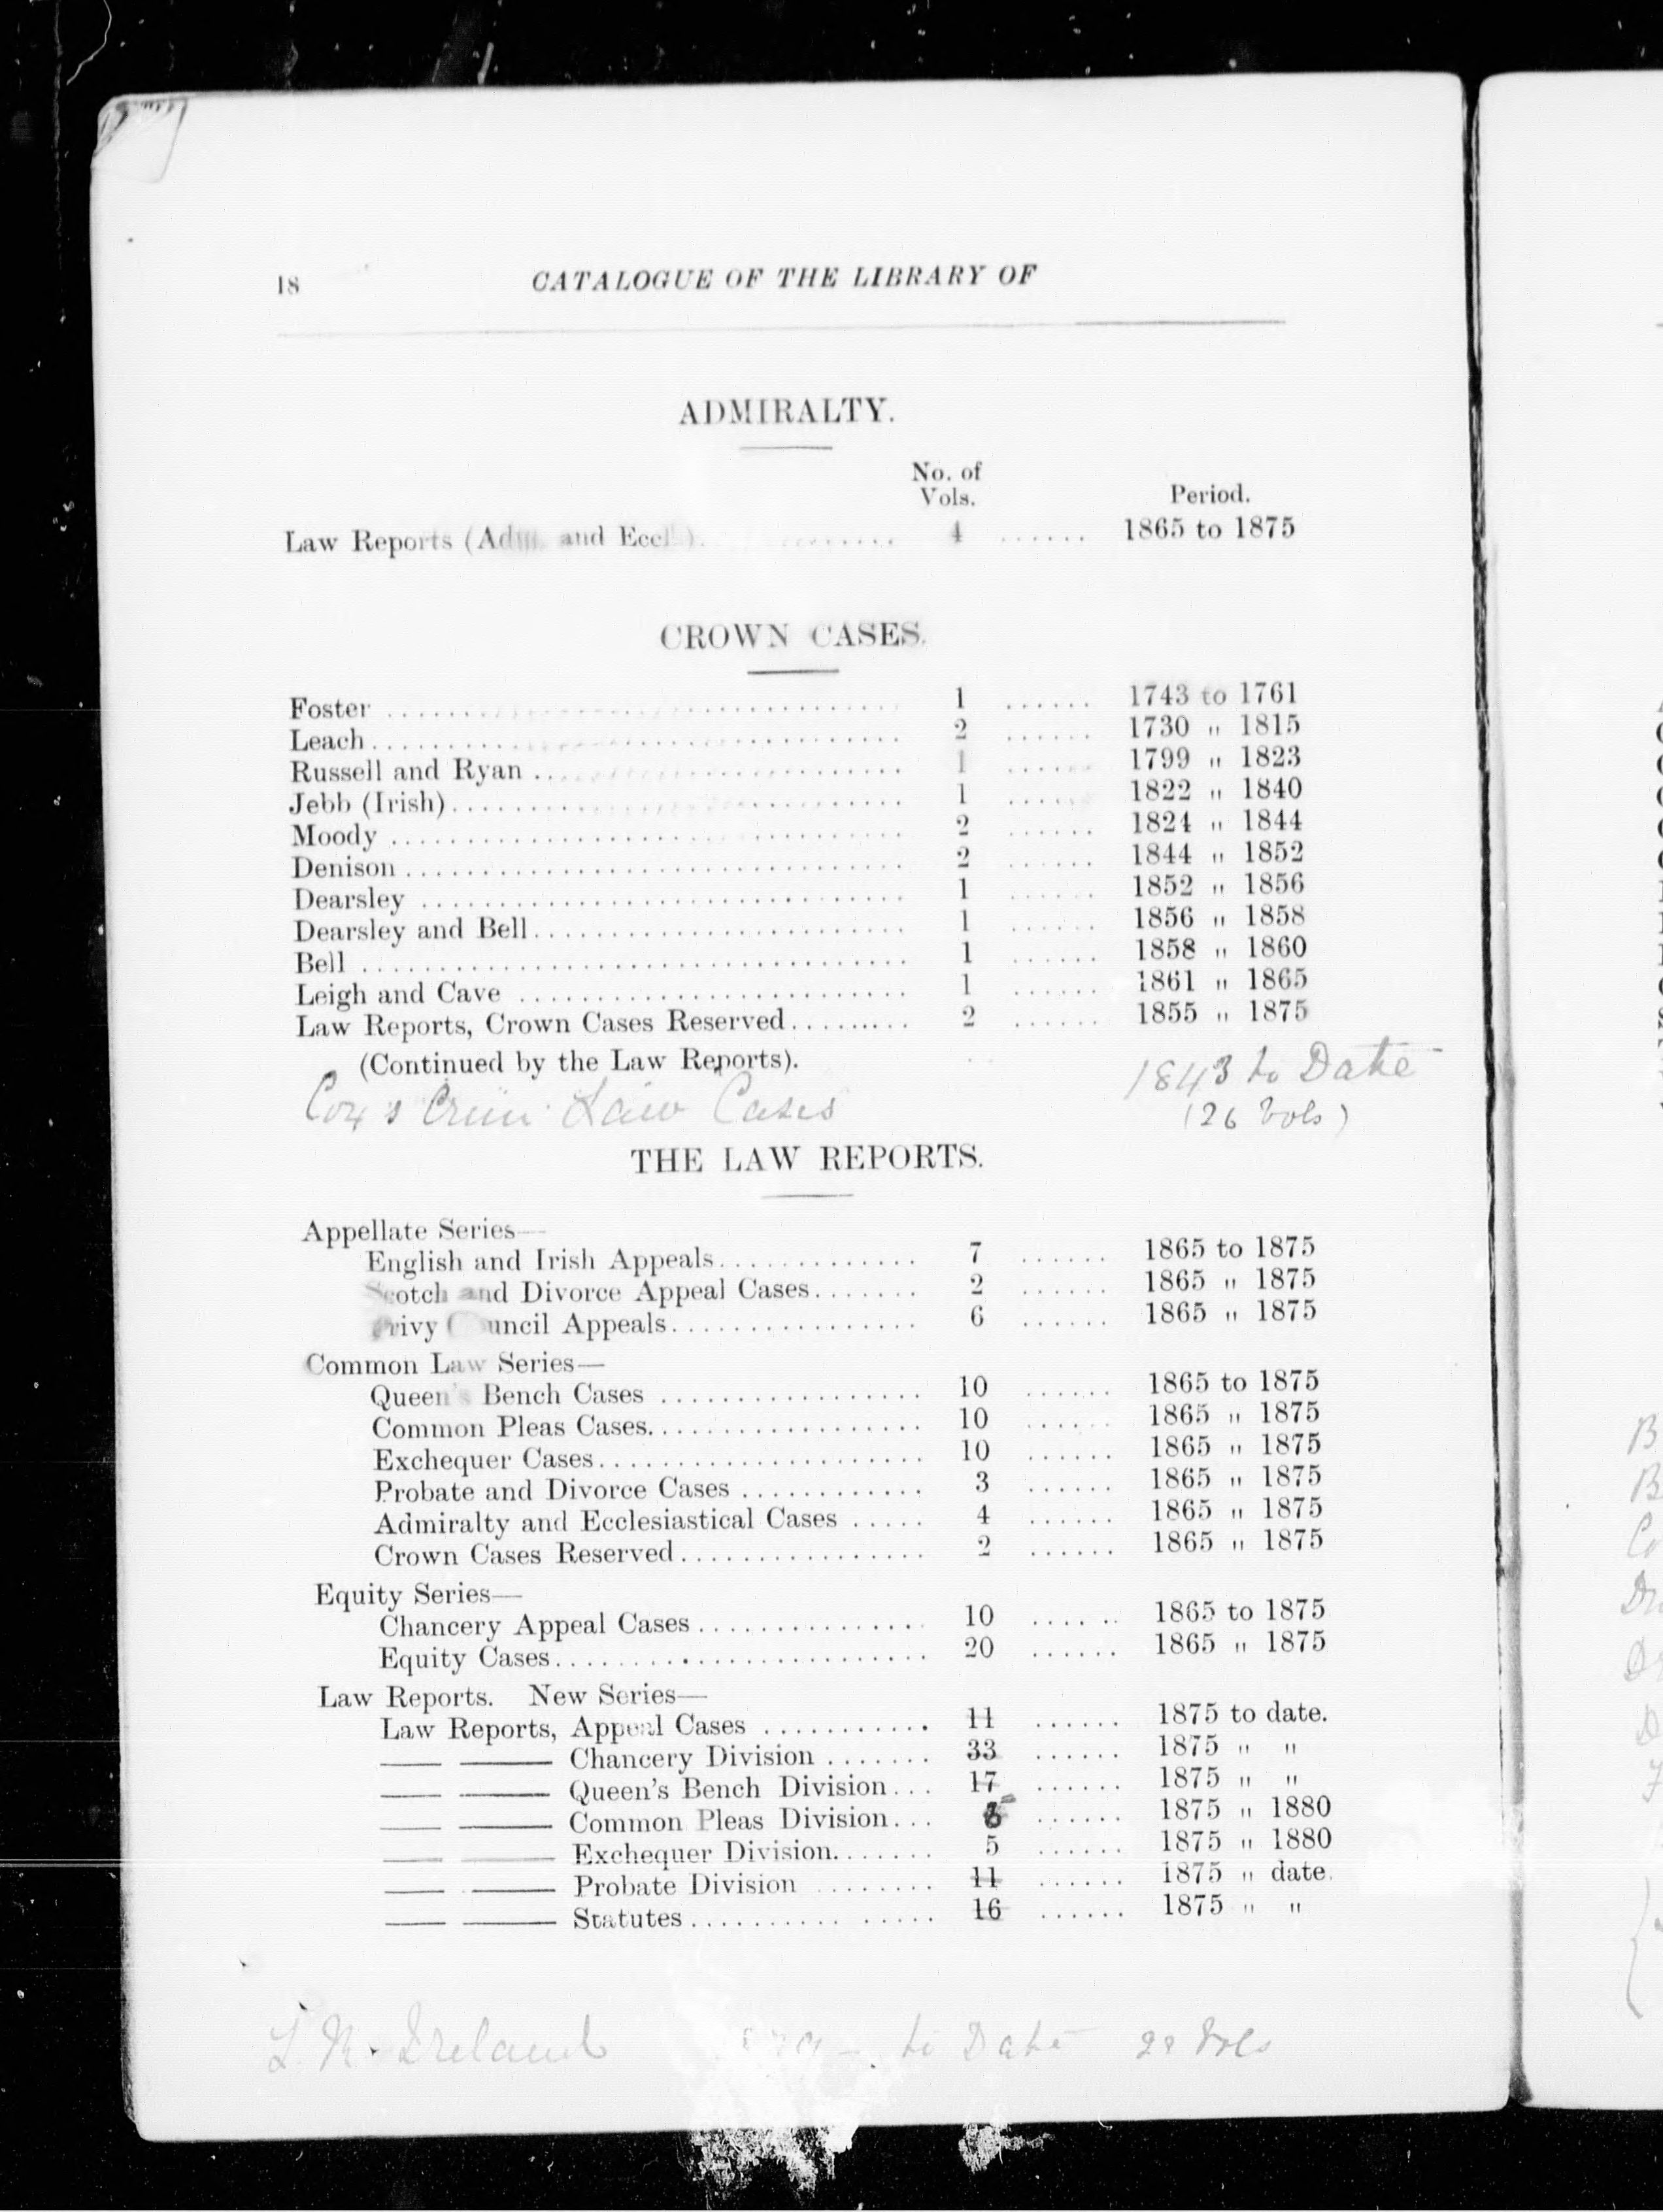 18 CATALOGUE OF THE LIBRARY OF
ADMIRALTY.
No. of
Vols. Period.
Law Reports (Adm. and Eccl.). ........ 4 ...... 1865 to 1875
CROWN CASES.
Foster ........ 1 ...... 1743 to 1761
Leach ........ 2 ...... 1730 " 1815
Russell and Ryan ........ 1 ...... 1799 " 1823
Jebb (Irish) ........ 1 ...... 1822 " 1840
Moody ........ 2 ...... 1824 " 1844
Denison ........ 2 ...... 1844 " 1852
Dearsley ........ 1 ...... 1852 " 1856
Dearsley and Bell ........ 1 ...... 1856 " 1858
Bell ........ 1 ...... 1858 " 1860
Leigh and Cave ........ 1 ...... 1861 " 1865
Law Reports, Crown Cases Reserved ........ 2 ...... 1855 " 1875
(Continued by the Law Reports).
Cox's Crim. Law Cases 1843 to Date
(26 Vols)
THE LAW REPORTS.
Appellate Series—
English and Irish Appeals ........ 7 ...... 1865 to 1875
Scotch and Divorce Appeal Cases ........ 2 ...... 1865 " 1875
Privy Council Appeals ........ 6 ...... 1865 " 1875
Common Law Series—
Queen's Bench Cases ........ 10 ...... 1865 to 1875
Common Pleas Cases ........ 10 ...... 1865 " 1875
Exchequer Cases ........ 10 ...... 1865 " 1875
Probate and Divorce Cases ........ 3 ...... 1865 " 1875
Admiralty and Ecclesiastical Cases ..... 4 ...... 1865 " 1875
Crown Cases Reserved ........ 2 ...... 1865 " 1875
Equity Series—
Chancery Appeal Cases ........ 10 ...... 1865 to 1875
Equity Cases ........ 20 ...... 1865 " 1875
Law Reports. New Series—
Law Reports, Appeal Cases ........ 11 ...... 1875 to date.
—— —— Chancery Division ....... 33 ...... 1875 " "
—— —— Queen's Bench Division ... 17 ...... 1875 " "
—— —— Common Pleas Division ... ...... 1875 " 1880
—— —— Exchequer Division ....... 5 ...... 1875 " 1880
—— —— Probate Division ........ 11 ...... 1875 " date.
—— —— Statutes ........ 16 ...... 1875 " "
L. R. Ireland to Date Vols